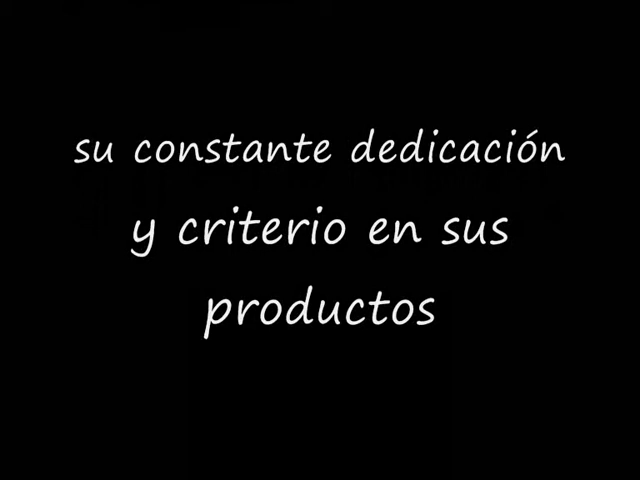 su constante dedicación
y criterio en sus
productos